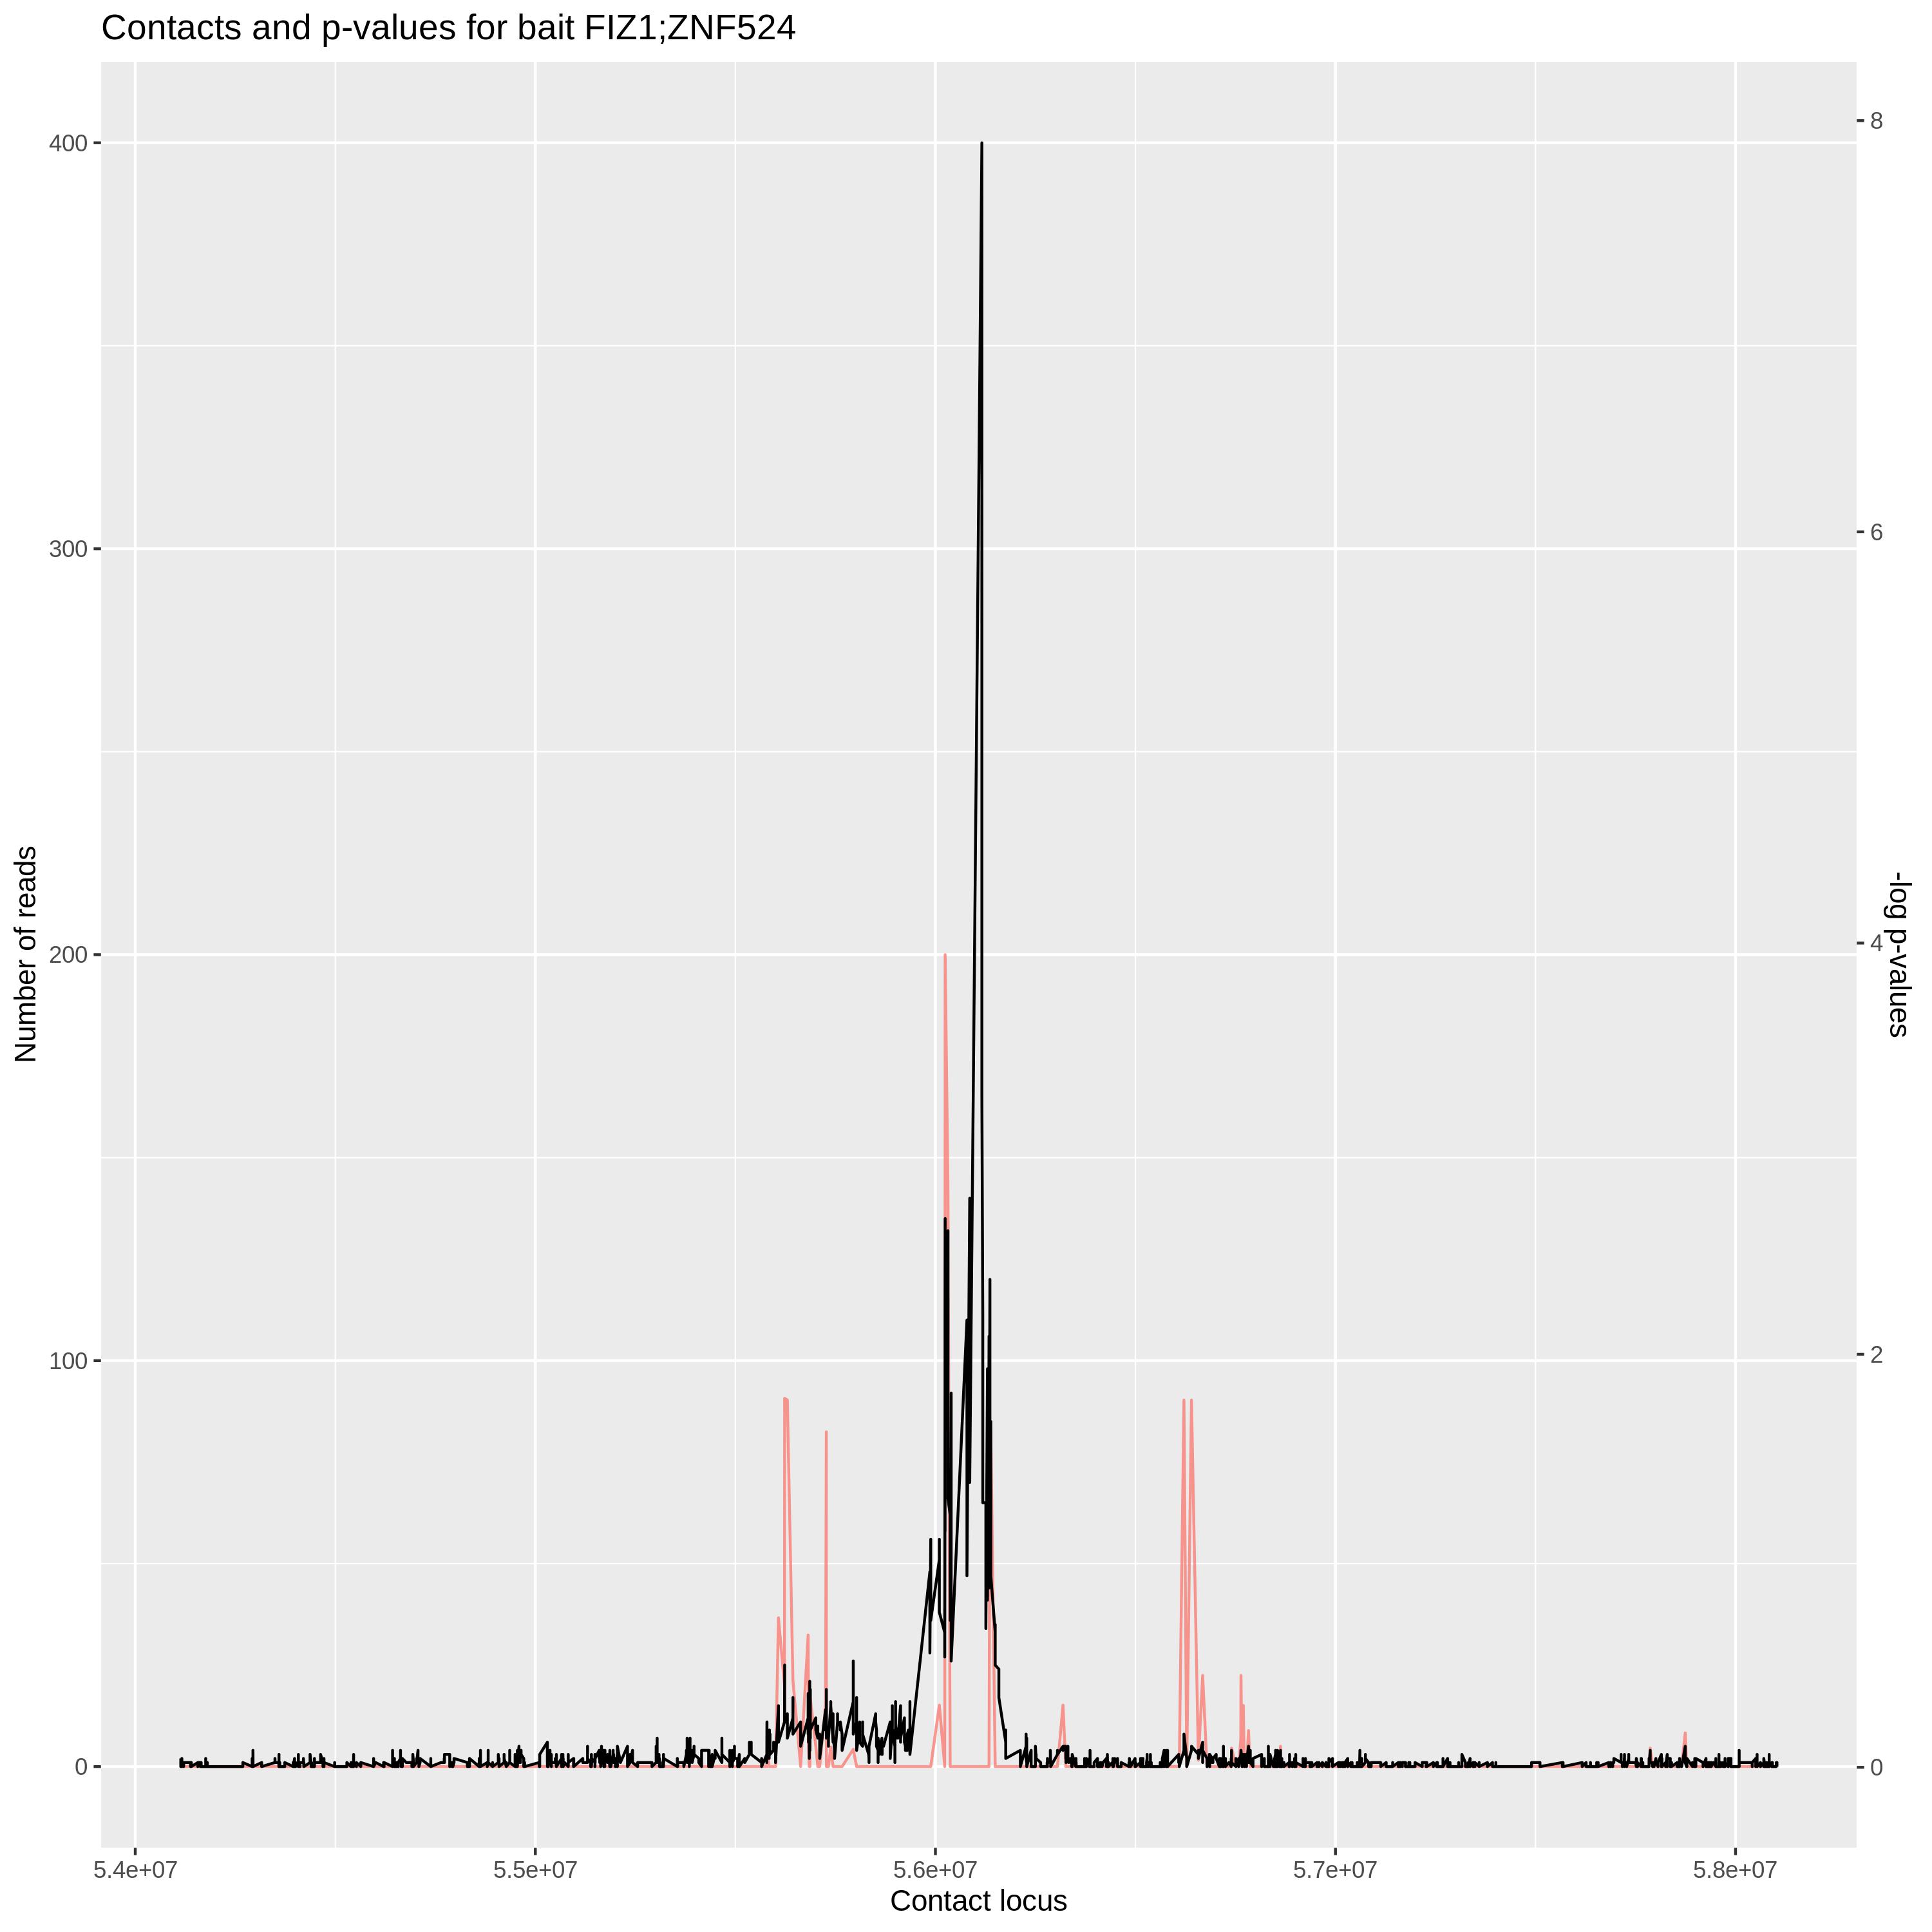 Contacts and p-values for bait FIZ1;ZNF524
400
300
200
100
0
Number of reads
8
6
4
2
0
-log p-values
5.4e+07
5.5e+07
5.6e+07
5.7e+07
5.8e+07
Contact locus